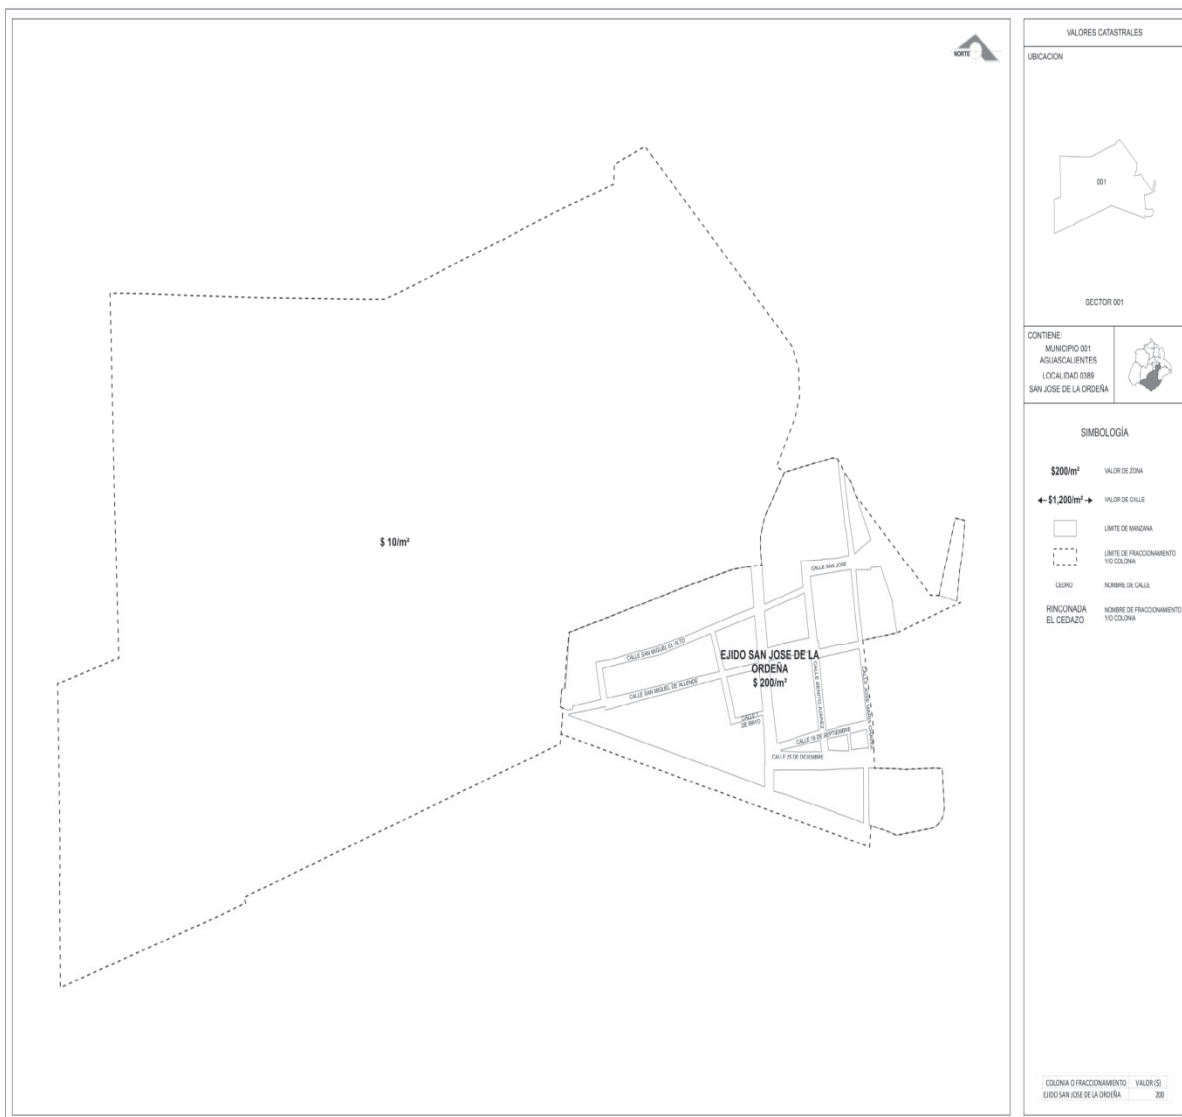 NORTE
$ 10/m²
CALLE SAN JOSE
CALLE SAN MIGUEL EL ALTO
EJIDO SAN JOSE DE LA
ORDEÑA
$ 200/m²
CALLE SAN MIGUEL DE ALLENDE
CALLE BENITO JUAREZ
CALLE 1
DE MAYO
CALLE 16 DE SEPTIEMBRE
CALLE 25 DE DICIEMBRE
VALORES CATASTRALES
UBICACION
001
SECTOR 001
CONTIENE:
MUNICIPIO 001
AGUASCALIENTES
LOCALIDAD 0389
SAN JOSE DE LA ORDEÑA
SIMBOLOGÍA
$200/m² VALOR DE ZONA
$1,200/m² VALOR DE CALLE
LÍMITE DE MANZANA
LÍMITE DE FRACCIONAMIENTO
Y/O COLONIA
CEDRO NOMBRE DE CALLE
RINCONADA
EL CEDAZO
NOMBRE DE FRACCIONAMIENTO
Y/O COLONIA
COLONIA O FRACCIONAMIENTO VALOR ($)
EJIDO SAN JOSE DE LA ORDEÑA 200